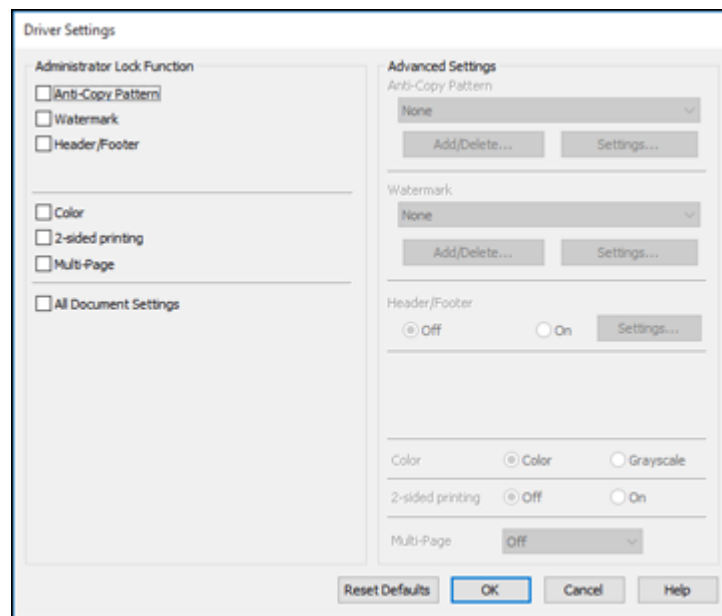 Driver Settings
Administrator Lock Function
Anti-Copy Pattern
Watermark
Header/Footer
Color
2-sided printing
Multi-Page
All Document Settings
Advanced Settings
Anti-Copy Pattern
None
Add/Delete... Settings...
Watermark
None
Add/Delete... Settings...
Header/Footer
Off On Settings...
Color Color Grayscale
2-sided printing Off On
Multi-Page Off
Reset Defaults OK Cancel Help